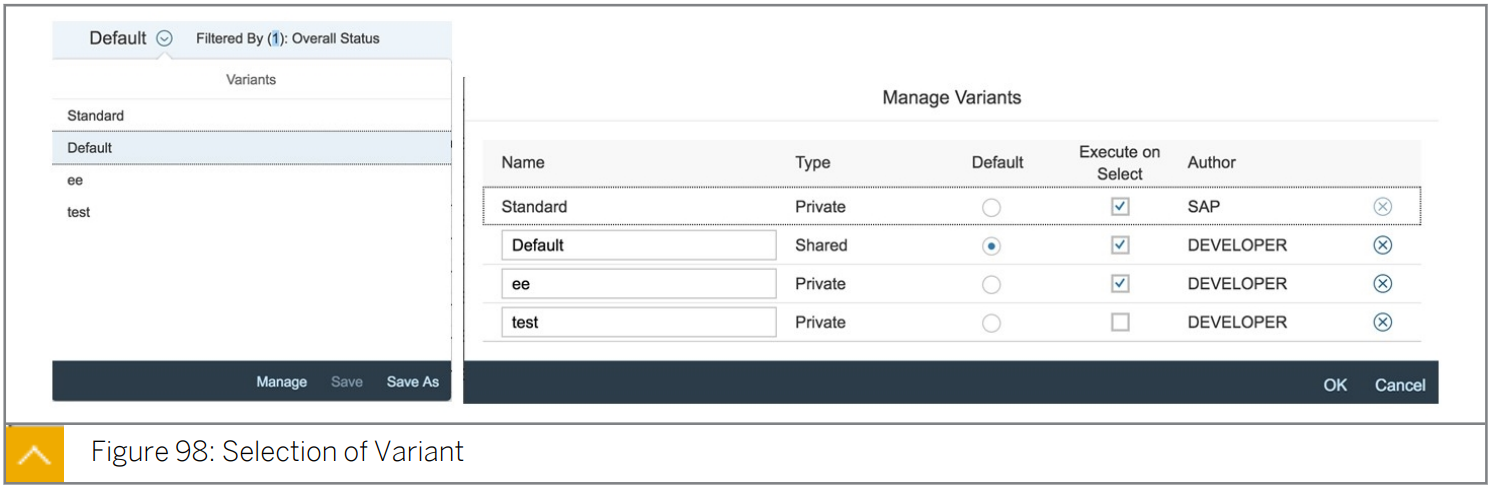 Default Filtered By (1): Overall Status
Variants
Standard
Default
ee
test
Manage Save Save As
Manage Variants
Name Type Default Execute on Select Author
Standard Private SAP
Default Shared DEVELOPER
ee Private DEVELOPER
test Private DEVELOPER
OK Cancel
Figure 98: Selection of Variant